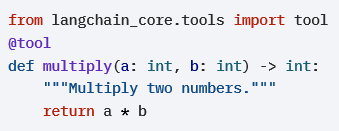 from langchain_core.tools import tool
@tool
def multiply(a: int, b: int) -> int:
    """Multiply two numbers."""
    return a * b